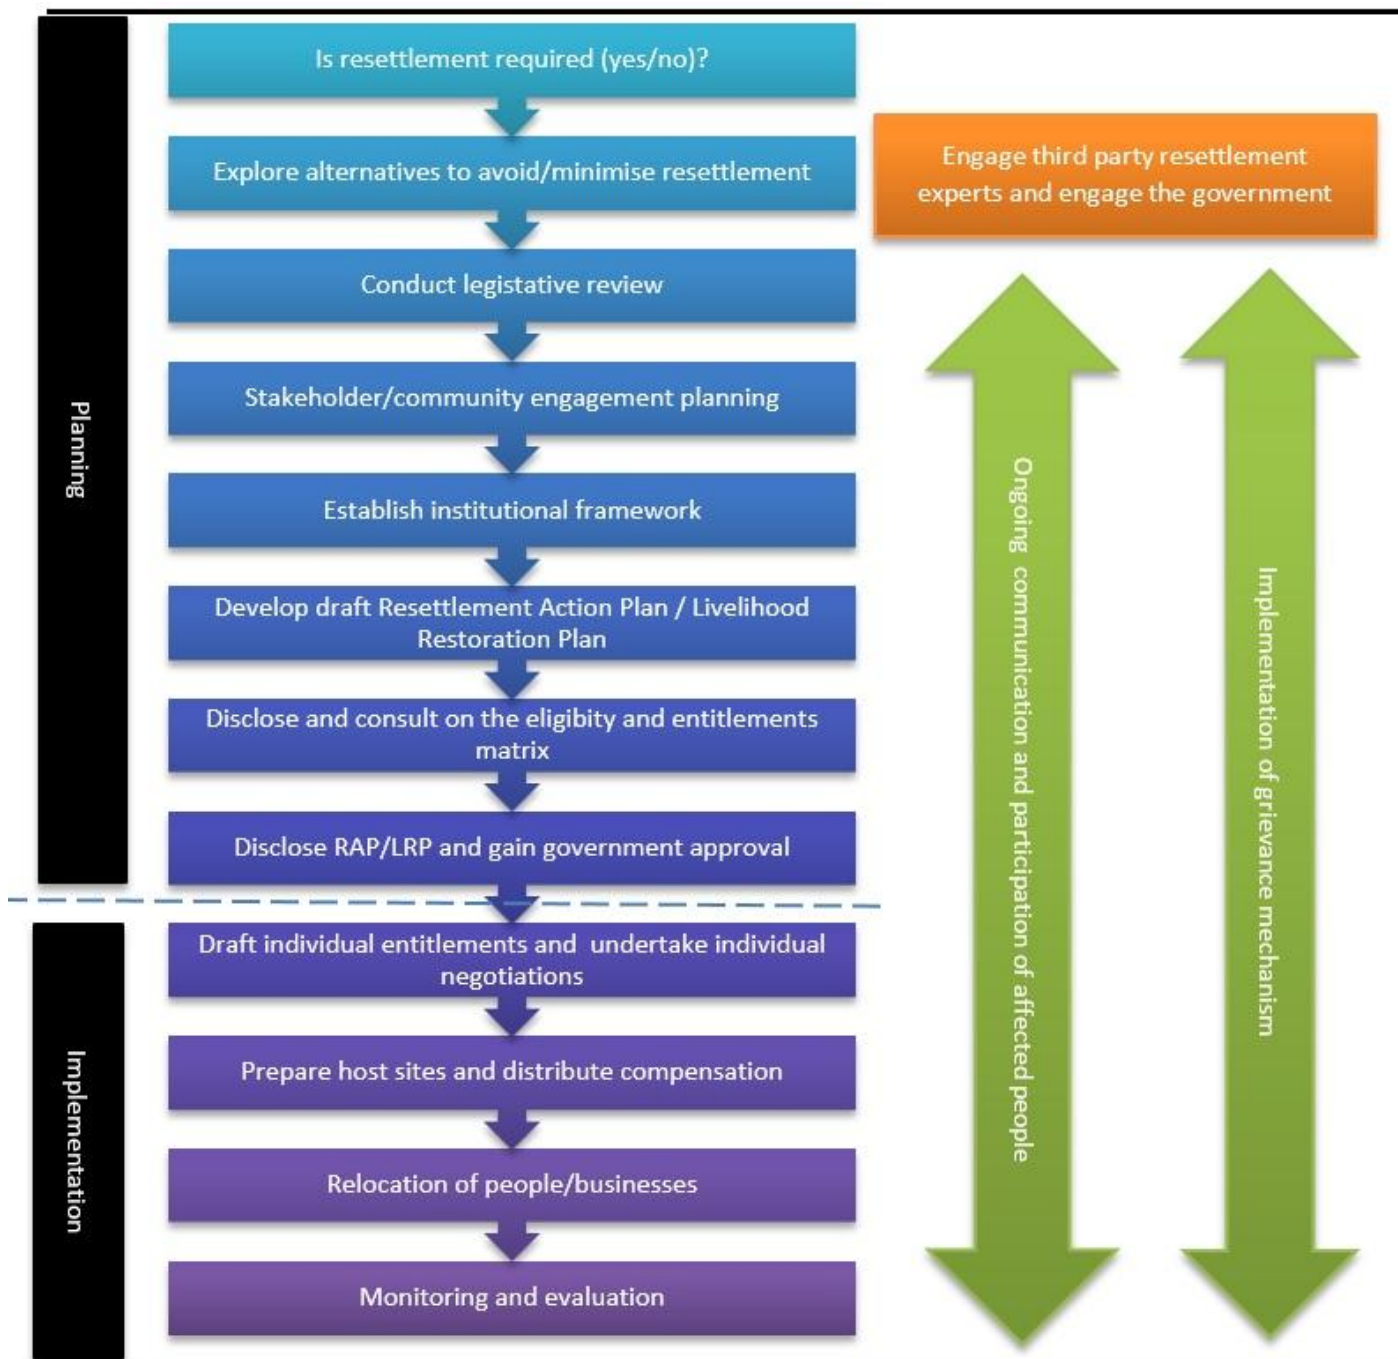 Is resettlement required (yes/no)?
Explore alternatives to avoid/minimise resettlement
Engage third party resettlement
experts and engage the government
Conduct legistative review
Stakeholder/community engagement planning
Planning
Establish institutional framework
Develop draft Resettlement Action Plan / Livelihood
Restoration Plan
Disclose and consult on the eligibity and entitlements
matrix
Disclose RAP/LRP and gain government approval
Ongoing communication and participation of affected people
Implementation of grievance mechanism
Draft individual entitlements and undertake individual
negotiations
Prepare host sites and distribute compensation
Implementation
Relocation of people/businesses
Monitoring and evaluation